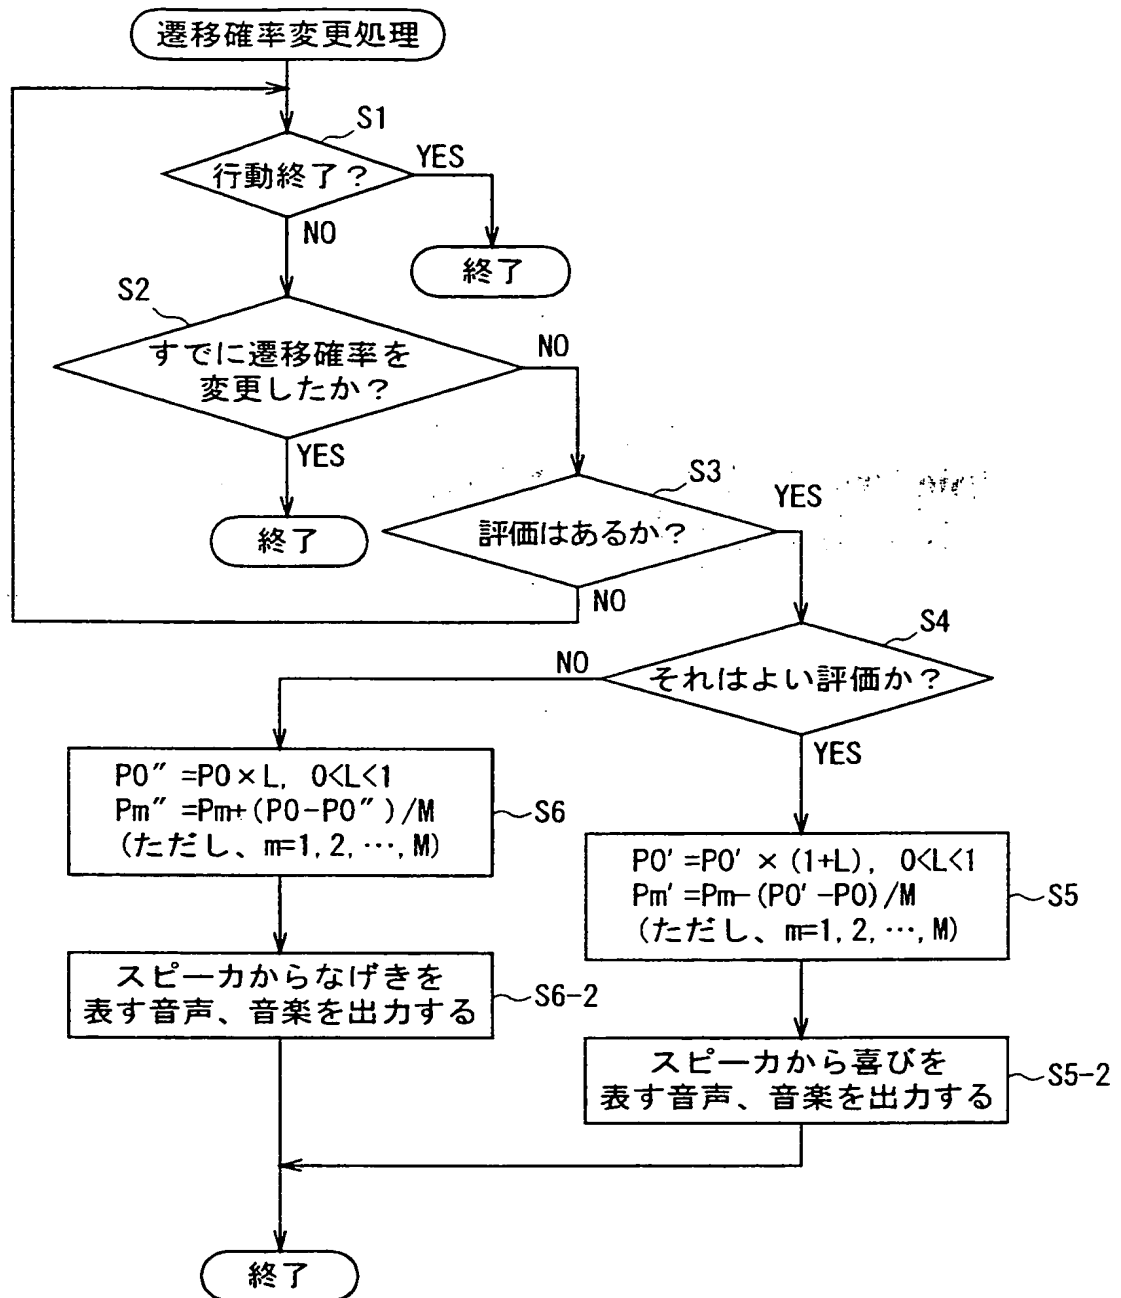 遷移確率変更処理
S1
行動終了?
YES
NO
終了
S2
すでに遷移確率を
変更したか?
NO
YES
終了
S3
評価はあるか?
YES
NO
S4
それはよい評価か?
NO
YES
P0″=P0×L, 0<L<1
Pm″=Pm+(P0-P0″)/M
(ただし、m=1,2,…,M)
S6
P0′=P0′×(1+L), 0<L<1
Pm′=Pm-(P0′-P0)/M
(ただし、m=1,2,…,M)
S5
スピーカからなげきを
表す音声、音楽を出力する
S6-2
スピーカから喜びを
表す音声、音楽を出力する
S5-2
終了